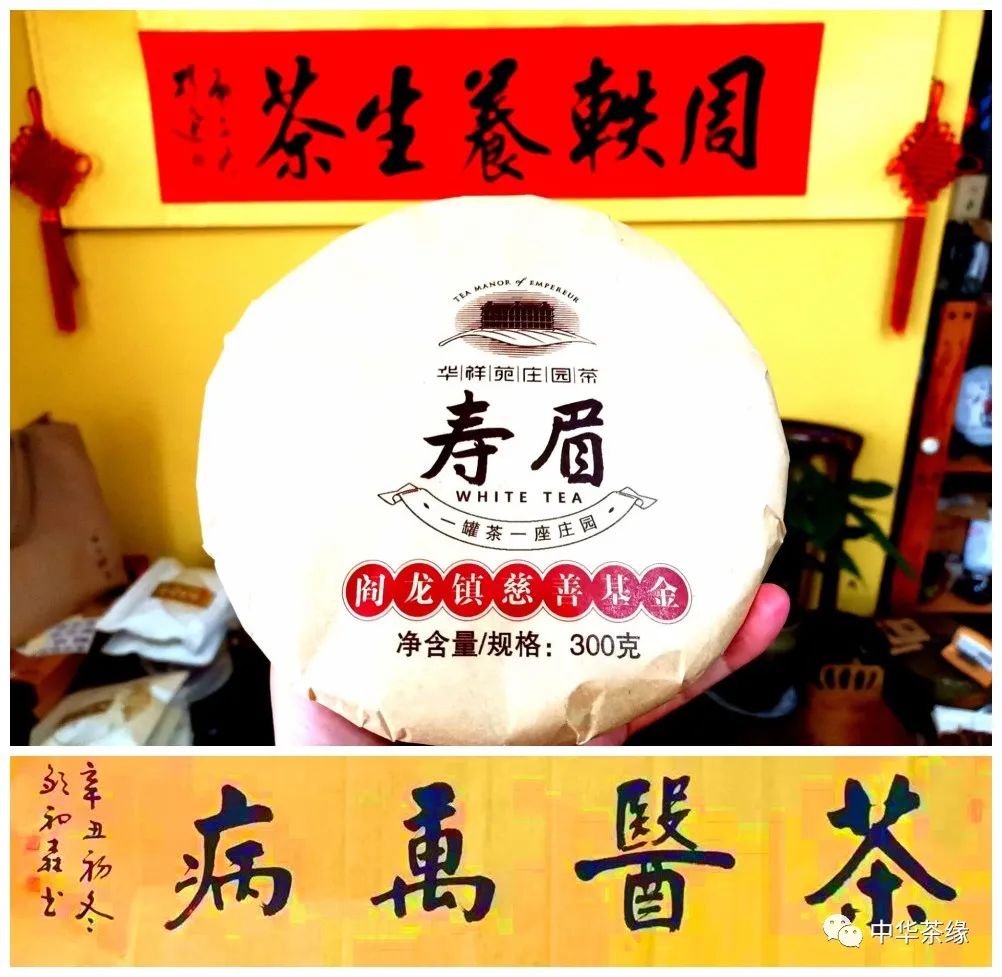 周軼養生茶
TEA MANOR of EMPEREUR
华祥苑庄园茶
寿眉
WHITE TEA
一罐茶一座庄园
阎龙镇慈善基金
净含量/规格：300克
茶醫萬病
辛丑初冬
中华茶缘